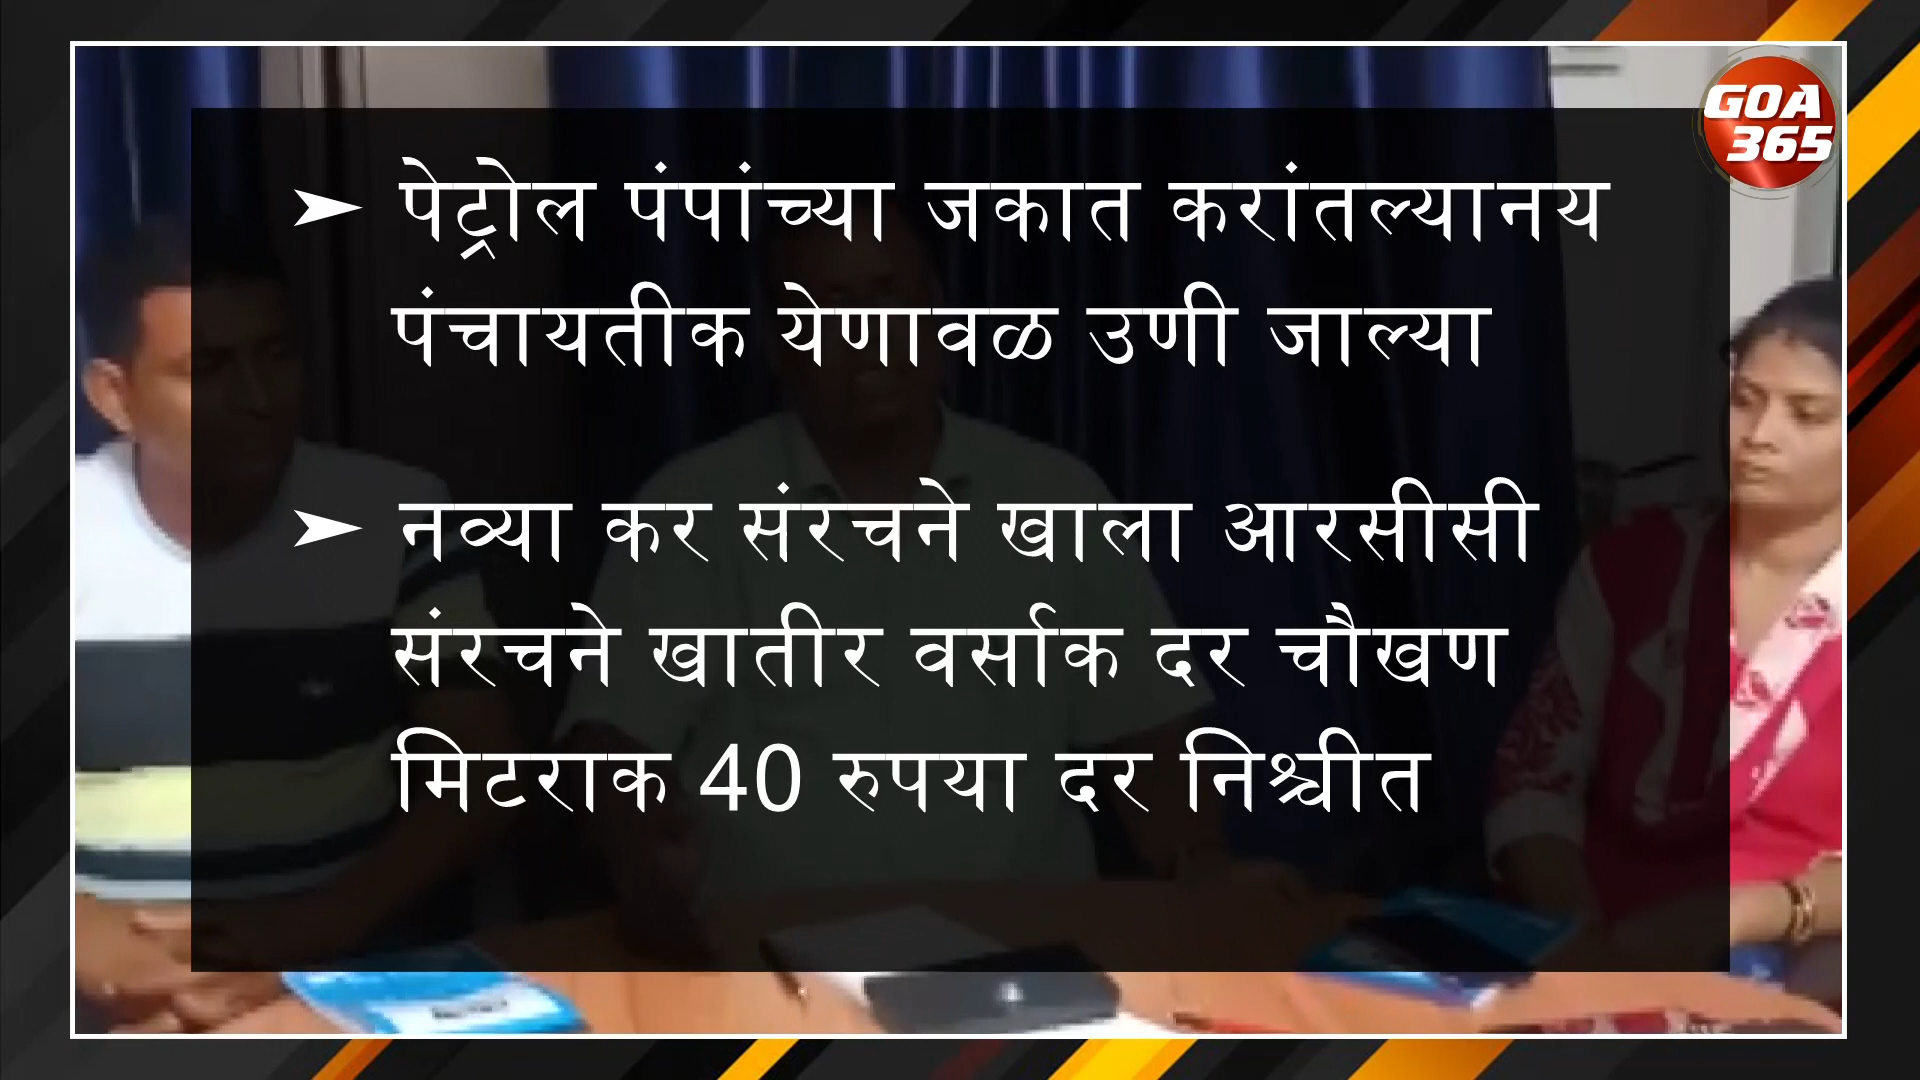 GOA
365
➤ पेट्रोल पंपांच्या जकात करांतल्यानय
पंचायतीक येणावळ उणी जाल्या
➤ नव्या कर संरचने खाला आरसीसी
संरचने खातीर वर्साक दर चौखण
मिटराक 40 रुपया दर निश्चीत